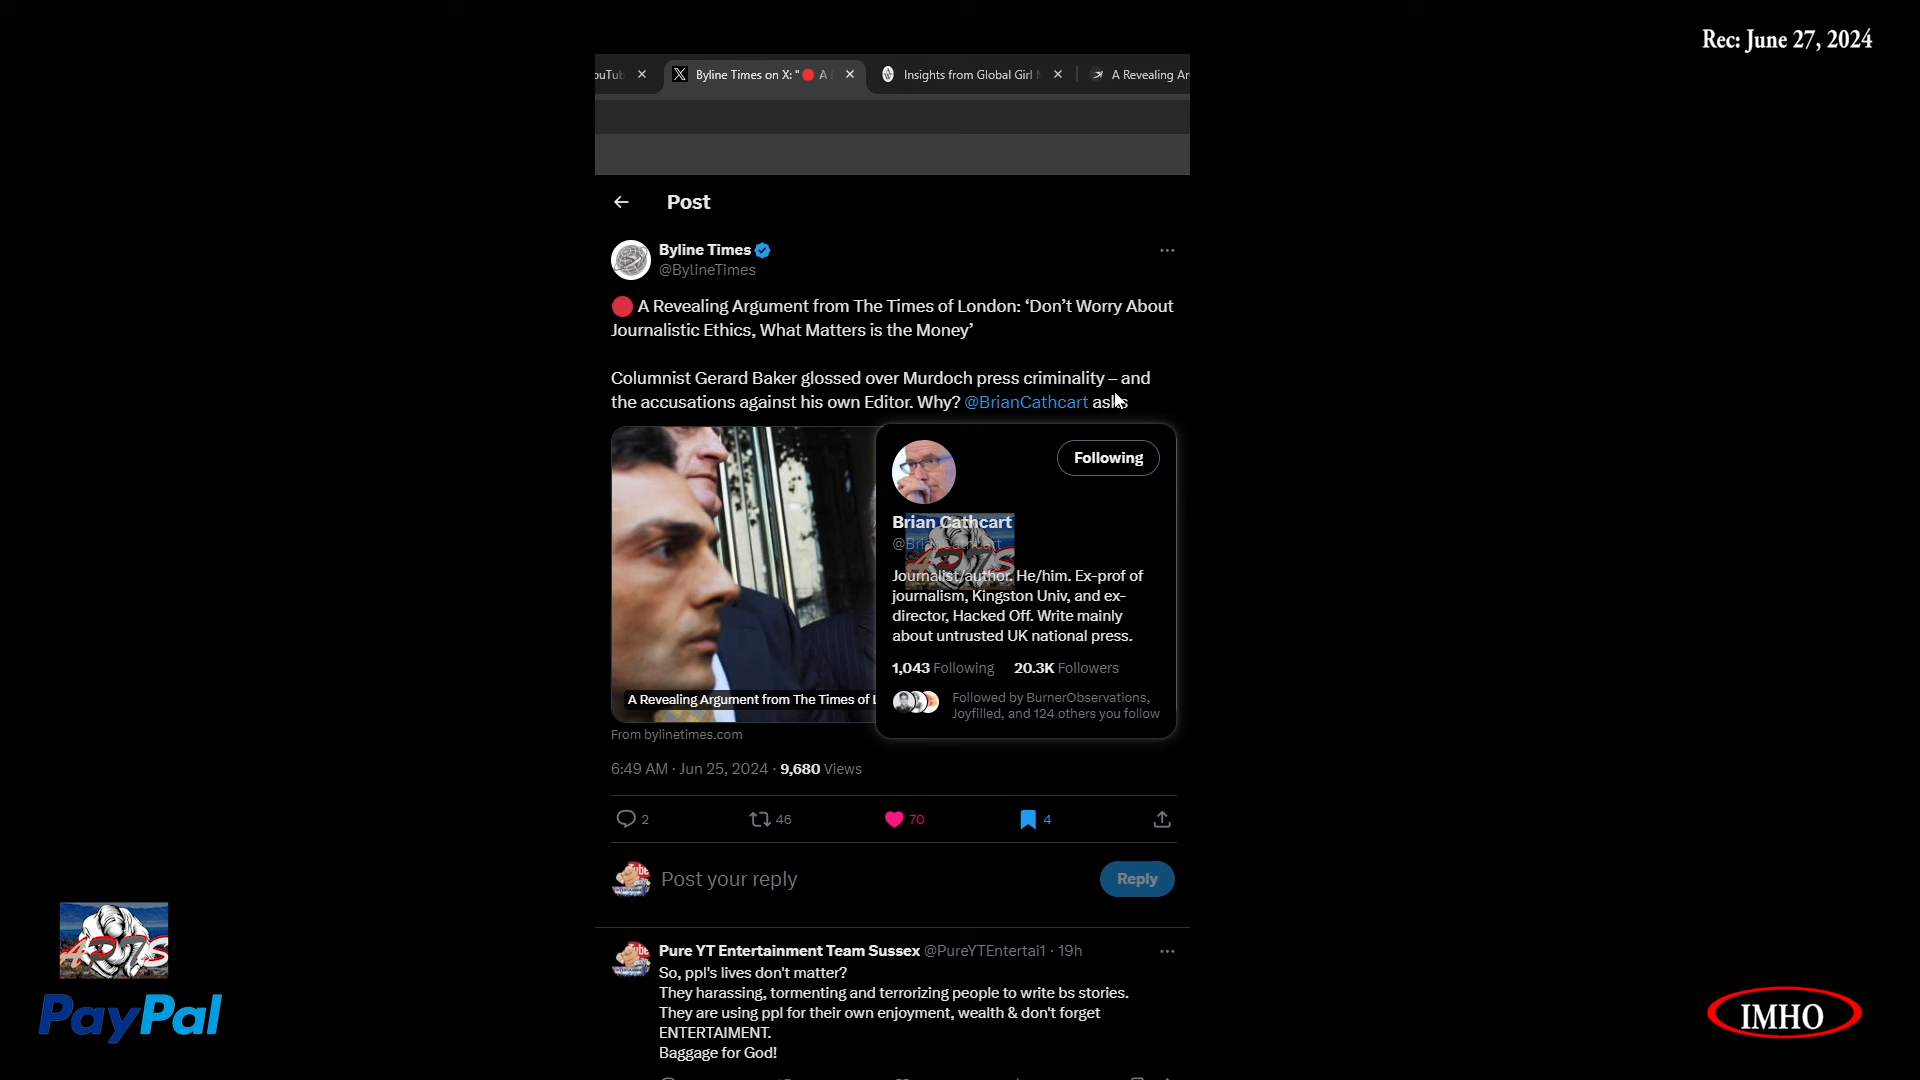 Rec: June 27, 2024
ouTub
Byline Times on X: "🔴 A
Insights from Global Girl
A Revealing Ar
Post
Byline Times
@BylineTimes
🔴 A Revealing Argument from The Times of London: ‘Don’t Worry About
Journalistic Ethics, What Matters is the Money’
Columnist Gerard Baker glossed over Murdoch press criminality – and
the accusations against his own Editor. Why? @BrianCathcart asks
Following
Brian Cathcart
Journalist/author. He/him. Ex-prof of
journalism, Kingston Univ, and ex-
director, Hacked Off. Write mainly
about untrusted UK national press.
1,043 Following 20.3K Followers
Followed by BurnerObservations,
Joyfilled, and 124 others you follow
A Revealing Argument from The Times of L
From bylinetimes.com
6:49 AM · Jun 25, 2024 · 9,680 Views
2 46 70 4
Post your reply
Reply
Pure YT Entertainment Team Sussex @PureYTEntertai1 · 19h
So, ppl's lives don't matter?
They harassing, tormenting and terrorizing people to write bs stories.
They are using ppl for their own enjoyment, wealth & don't forget
ENTERTAIMENT.
Baggage for God!
PayPal
IMHO